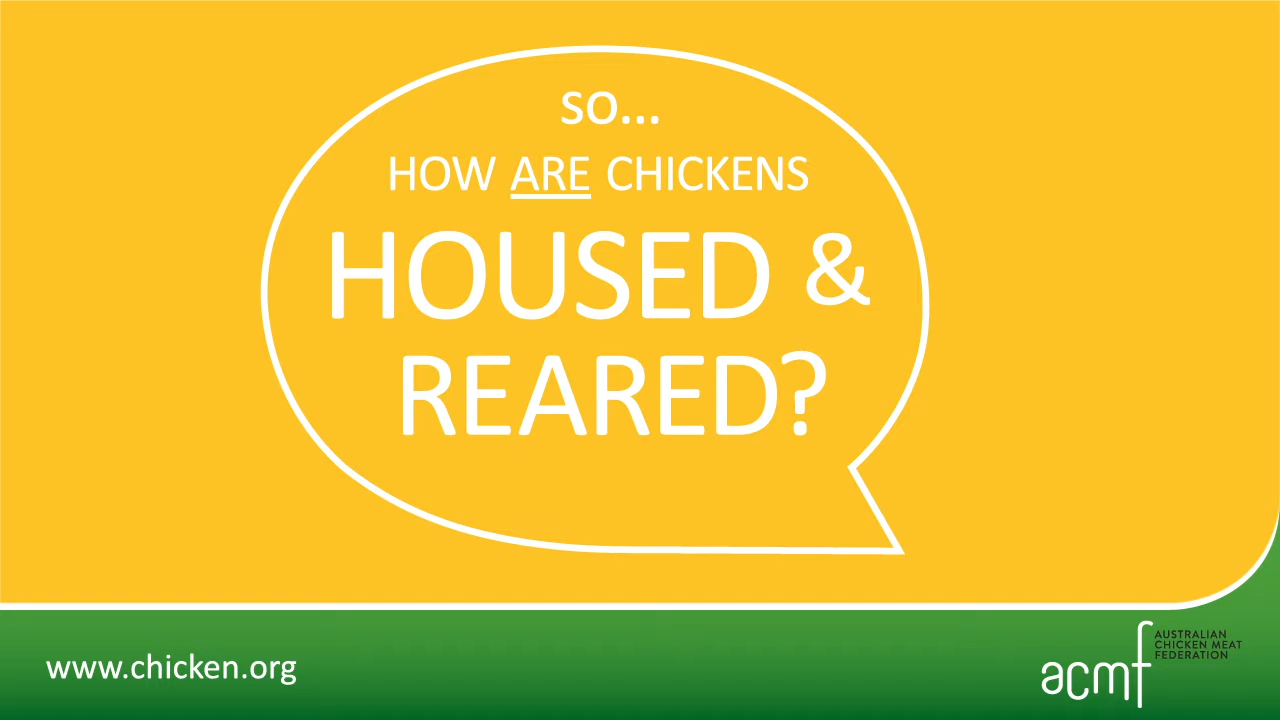 SO...
HOW ARE CHICKENS
HOUSED &
REARED?
www.chicken.org
acmf
AUSTRALIAN
CHICKEN MEAT
FEDERATION